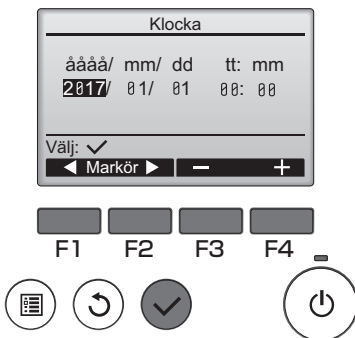 Klocka
åååå/ mm/ dd tt: mm
2017/ 01/ 01 00: 00
Välj: ✓
◀ Markör ▶ − +
F1 F2 F3 F4